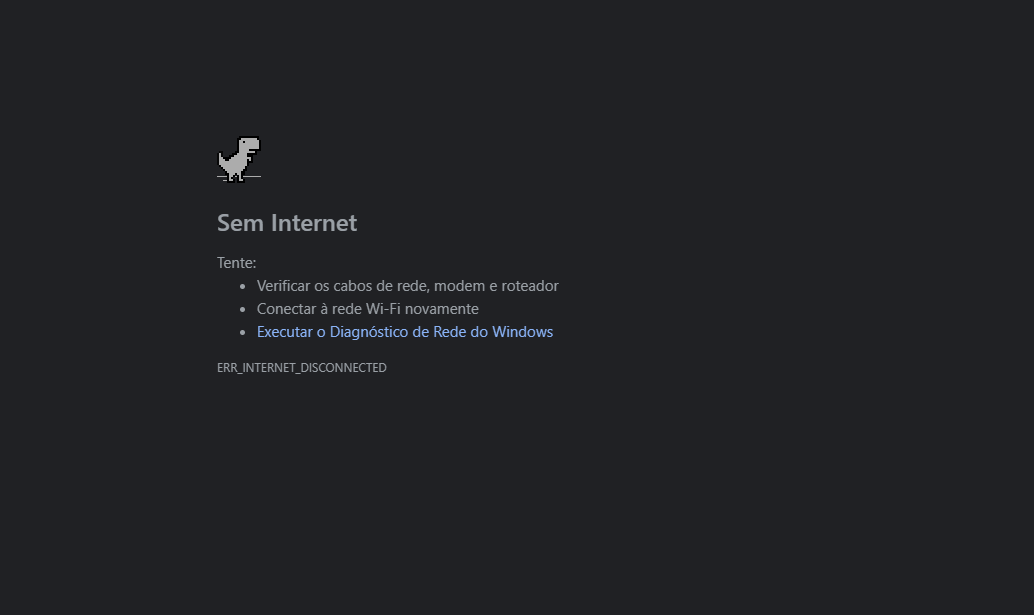 Sem Internet
Tente:
• Verificar os cabos de rede, modem e roteador
• Conectar à rede Wi-Fi novamente
• Executar o Diagnóstico de Rede do Windows
ERR_INTERNET_DISCONNECTED